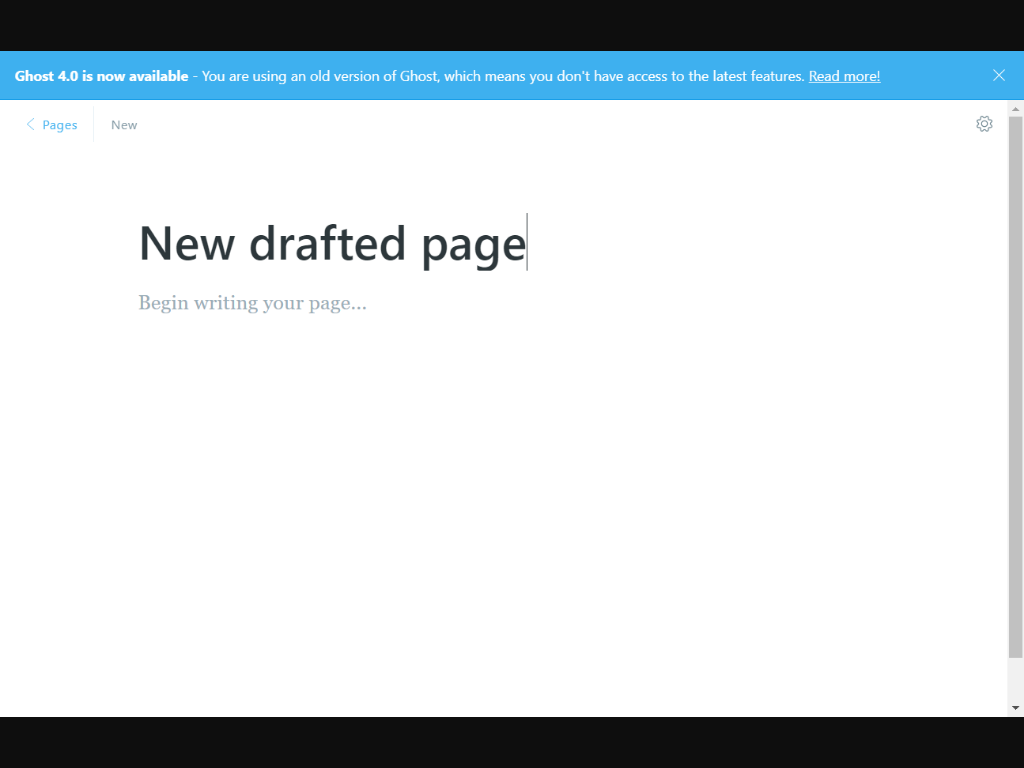 Ghost 4.0 is now available - You are using an old version of Ghost, which means you don't have access to the latest features. Read more!
Pages New
New drafted page
Begin writing your page...